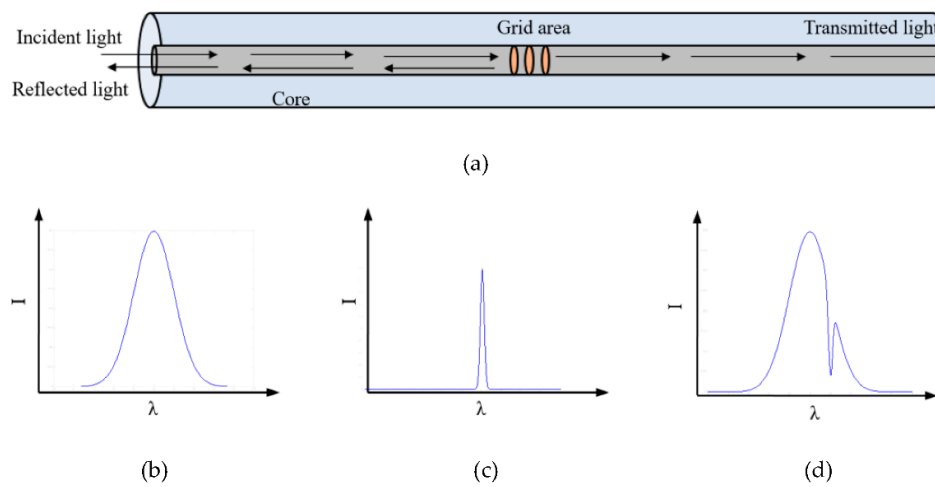 Incident light
Grid area
Transmitted light
Reflected light
Core
(a)
I
λ
I
λ
I
λ
(b)
(c)
(d)